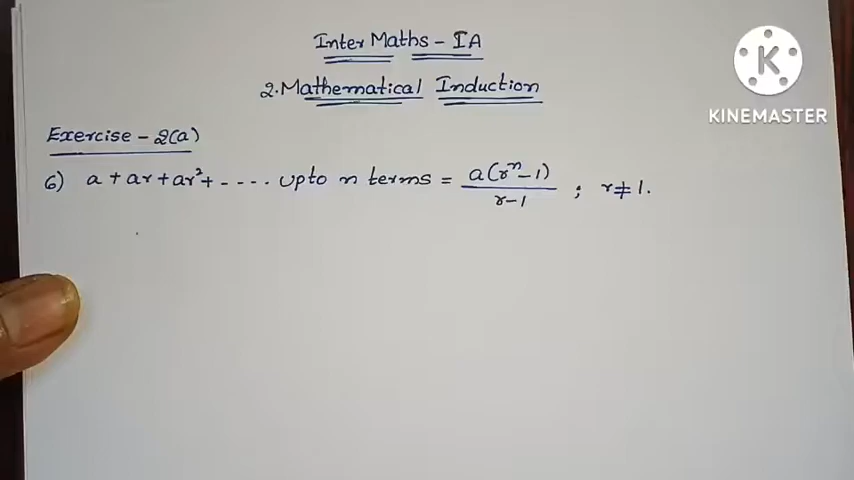 Inter Maths - IA
2. Mathematical Induction
KINEMASTER
Exercise - 2(a)
6) a + ar + ar² + ---- upto n terms = a(rⁿ-1)/r-1 ; r ≠ 1.